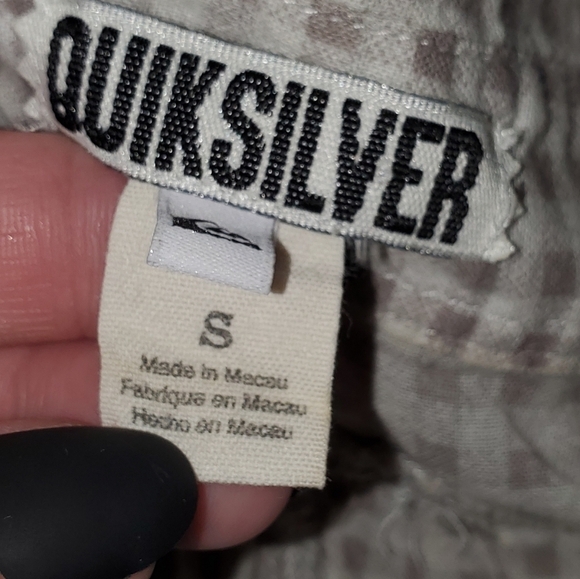 QUIKSILVER
S
Made in Macau
Fabrique en Macau
Hecho en Macau